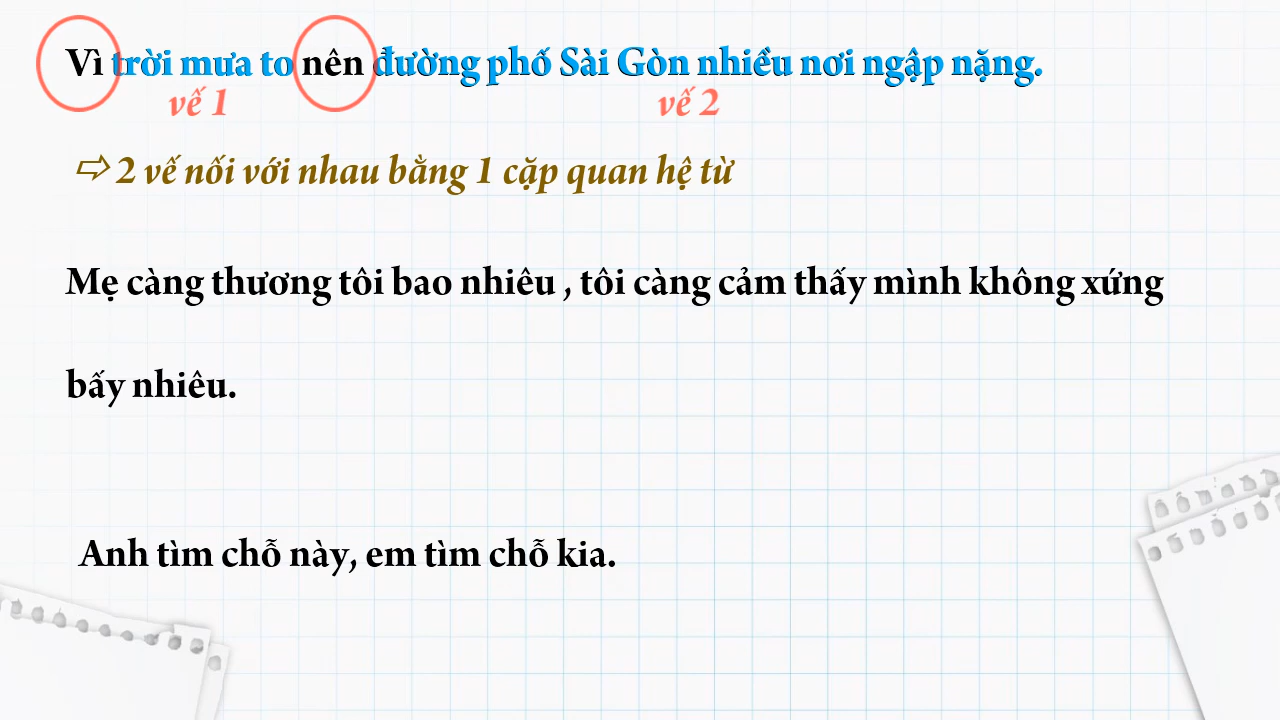 Vì trời mưa to nên đường phố Sài Gòn nhiều nơi ngập nặng.
vế 1 vế 2
⇨ 2 vế nối với nhau bằng 1 cặp quan hệ từ
Mẹ càng thương tôi bao nhiêu , tôi càng cảm thấy mình không xứng
bấy nhiêu.
Anh tìm chỗ này, em tìm chỗ kia.